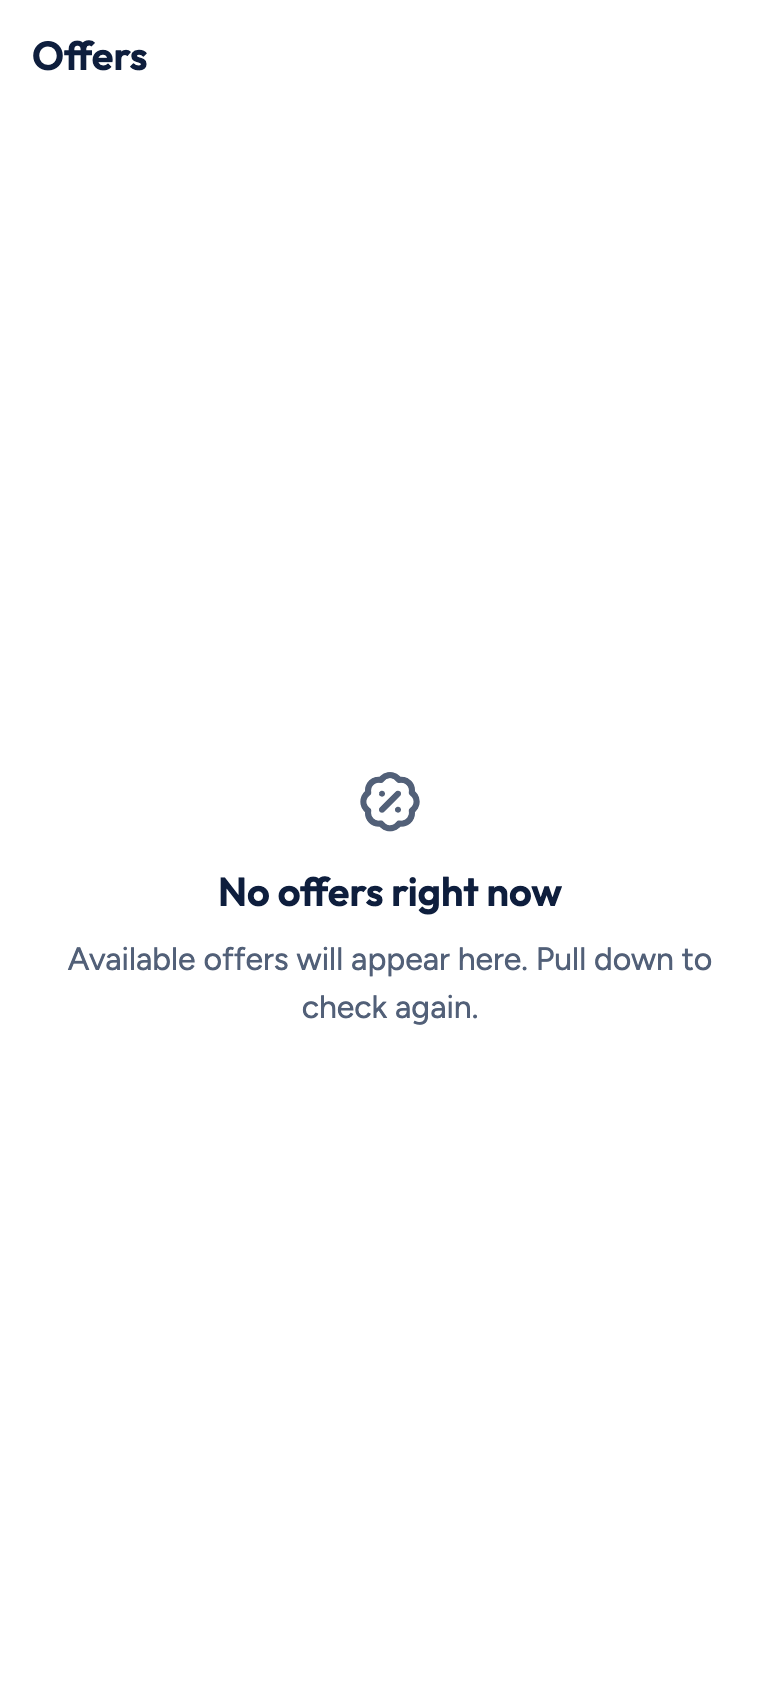 Offers
No offers right now
Available offers will appear here. Pull down to
check again.